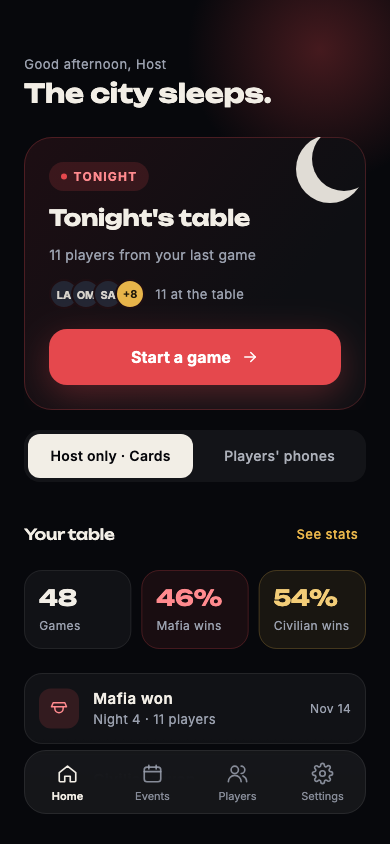 Good afternoon, Host
The city sleeps.
TONIGHT
Tonight's table
11 players from your last game
LA OM SA +8 11 at the table
Start a game →
Host only · Cards Players' phones
Your table See stats
48 46% 54%
Games Mafia wins Civilian wins
Mafia won
Night 4 · 11 players Nov 14
Home Events Players Settings